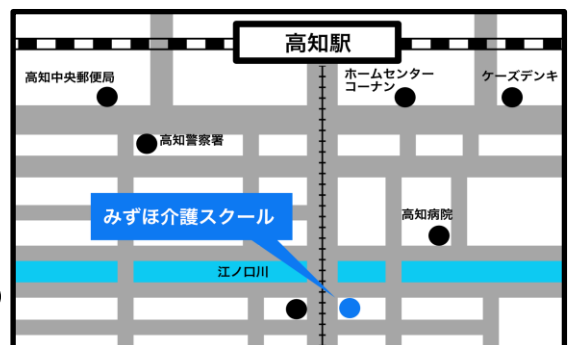 高知駅
高知中央郵便局
ホームセンター
コーナン
ケーズデンキ
高知警察署
みずほ介護スクール
高知病院
江ノ口川